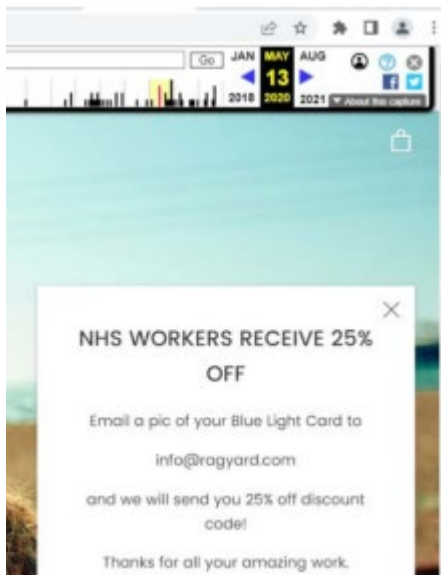 Go JAN MAY AUG
13
2018 2020 2021 About this capture
NHS WORKERS RECEIVE 25%
OFF
Email a pic of your Blue Light Card to
info@ragyard.com
and we will send you 25% off discount
code!
Thanks for all your amazing work.